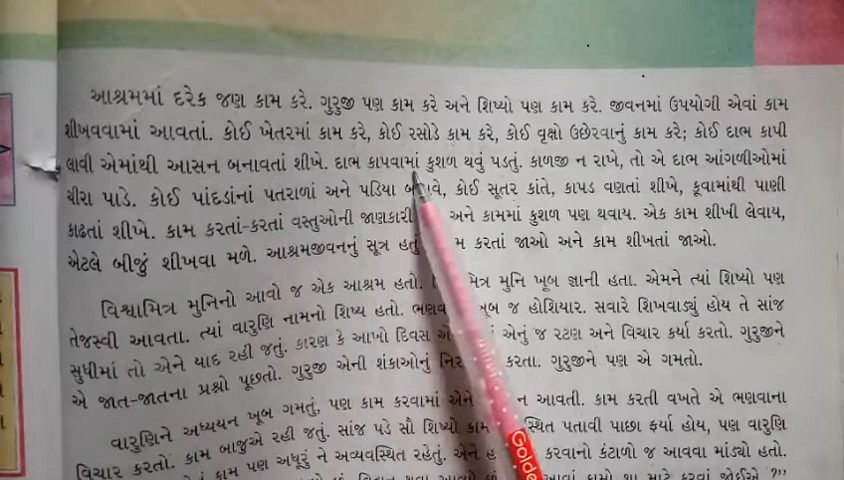 આશ્રમમાં દરેક જણ કામ કરે. ગુરુજી પણ કામ કરે અને શિષ્યો પણ કામ કરે. જીવનમાં ઉપયોગી એવાં કામ
શીખવવામાં આવતાં. કોઈ ખેતરમાં કામ કરે, કોઈ રસોડે કામ કરે, કોઈ વૃક્ષો ઉછેરવાનું કામ કરે; કોઈ દાભ કાપી
લાવી એમાંથી આસન બનાવતાં શીખે. દાભ કાપવામાં કુશળ થવું પડતું. કાળજી ન રાખે, તો એ દાભ આંગળીઓમાં
ચીરા પાડે. કોઈ પાંદડાંનાં પતરાળાં અને પડિયા કોઈ સૂતર કાંતે, કાપડ વણતાં શીખે, કૂવામાંથી પાણી
કાઢતાં શીખે. કામ કરતાં-કરતાં વસ્તુઓની જાણકારી અને કામમાં કુશળ પણ થવાય. એક કામ શીખી લેવાય,
એટલે બીજું શીખવા મળે. આશ્રમજીવનનું સૂત્ર હતું કરતાં જાઓ અને કામ શીખતાં જાઓ.
વિશ્વામિત્ર મુનિનો આવો જ એક આશ્રમ હતો. મુનિ ખૂબ જ્ઞાની હતા. એમને ત્યાં શિષ્યો પણ
તેજસ્વી આવતા. ત્યાં વારુણિ નામનો શિષ્ય હતો. ખૂબ જ હોશિયાર. સવારે શિખવાડ્યું હોય તે સાંજ
સુધીમાં તો એને યાદ રહી જતું. કારણ કે આખો દિવસ એનું જ રટણ અને વિચાર કર્યા કરતો. ગુરુજીને
એ જાત-જાતના પ્રશ્નો પૂછતો. ગુરુજી એની શંકાઓનું કરતા. ગુરુજીને પણ એ ગમતો.
વારુણિને અધ્યયન ખૂબ ગમતું, પણ કામ કરવામાં એને ન આવતી. કામ કરતી વખતે એ ભણવાના
વિચાર કરતો. કામ બાજુએ રહી જતું. સાંજ પડે સૌ શિષ્યો કામ પતાવી પાછા ફર્યા હોય, પણ વારુણિ
કામ પણ અધૂરું ને અવ્યવસ્થિત રહેતું. એને કરવાનો કંટાળો જ આવવા માંડ્યો હતો.